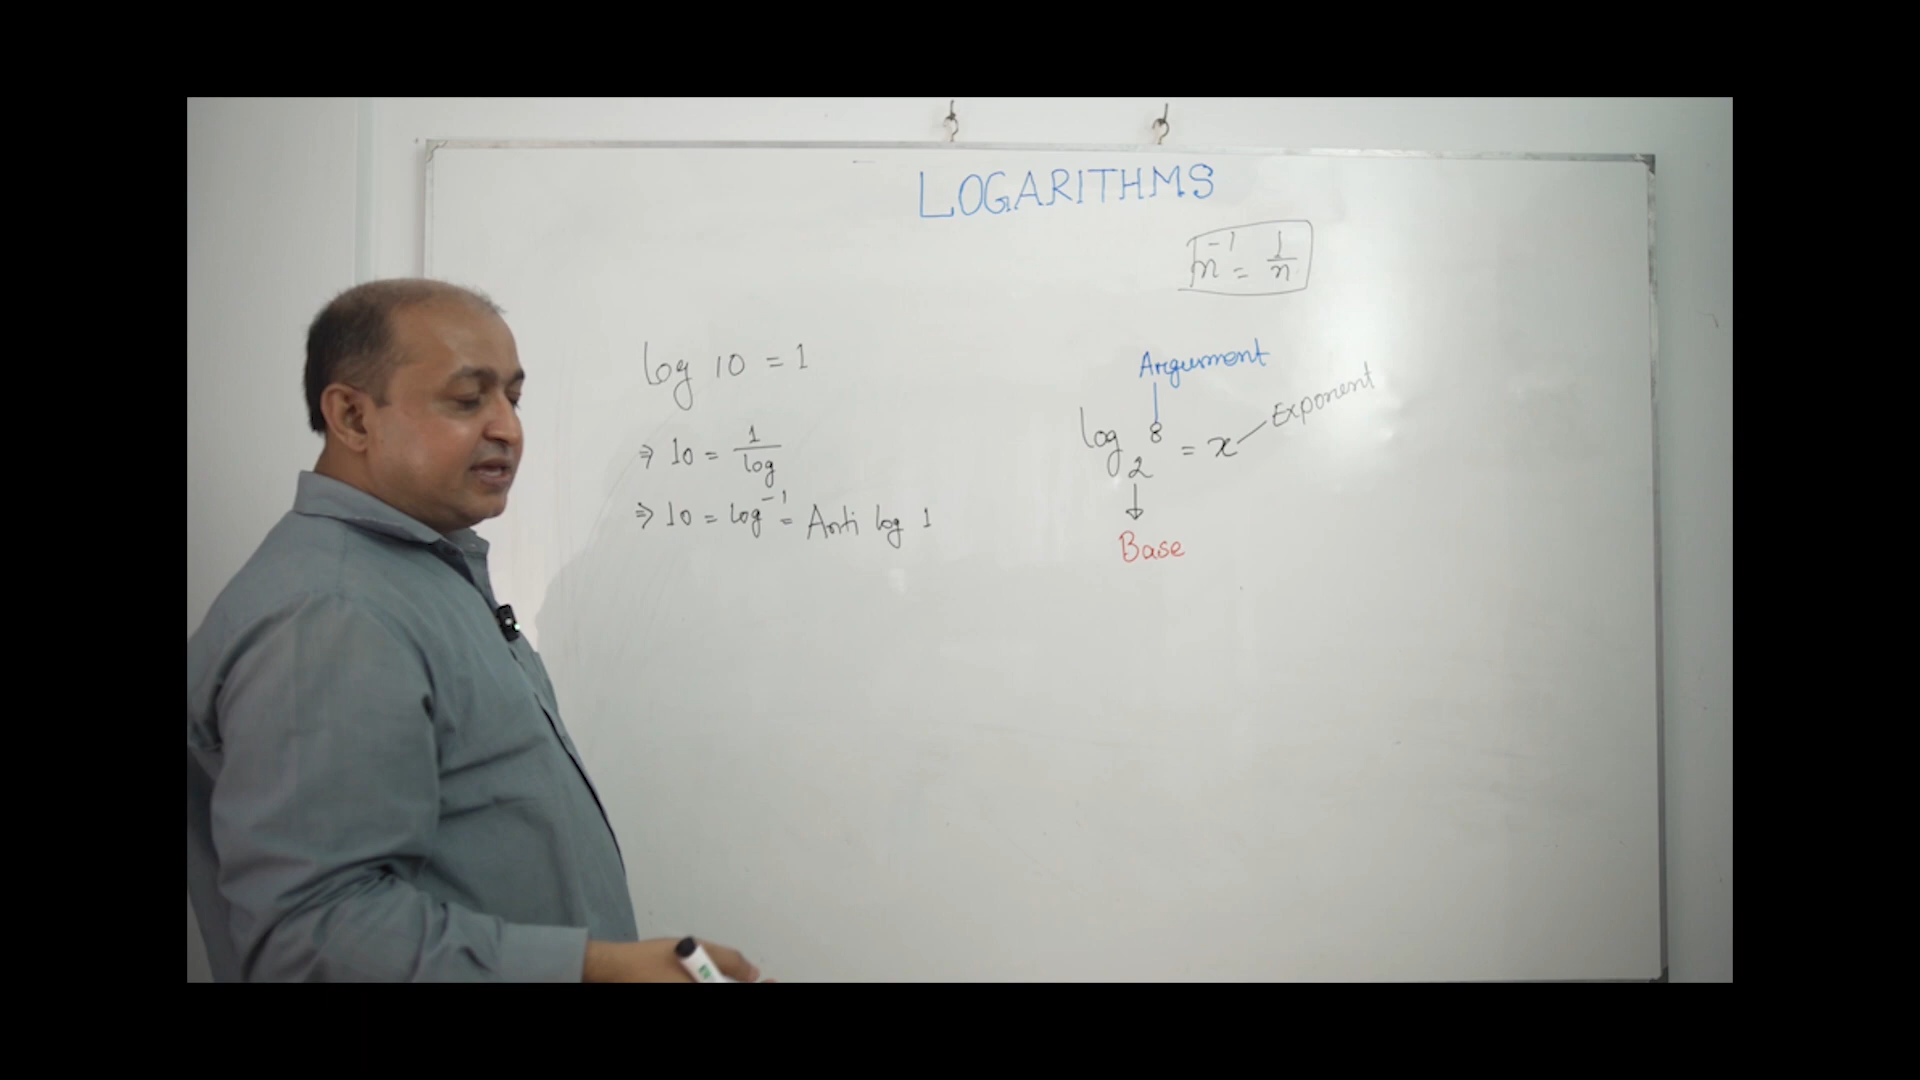 LOGARITHMS
n⁻¹ = 1/n
log 10 = 1
⇒ 10 = 1/log
⇒ 10 = log⁻¹ = Anti log 1
Argument
log₂ 8 = x
Exponent
Base